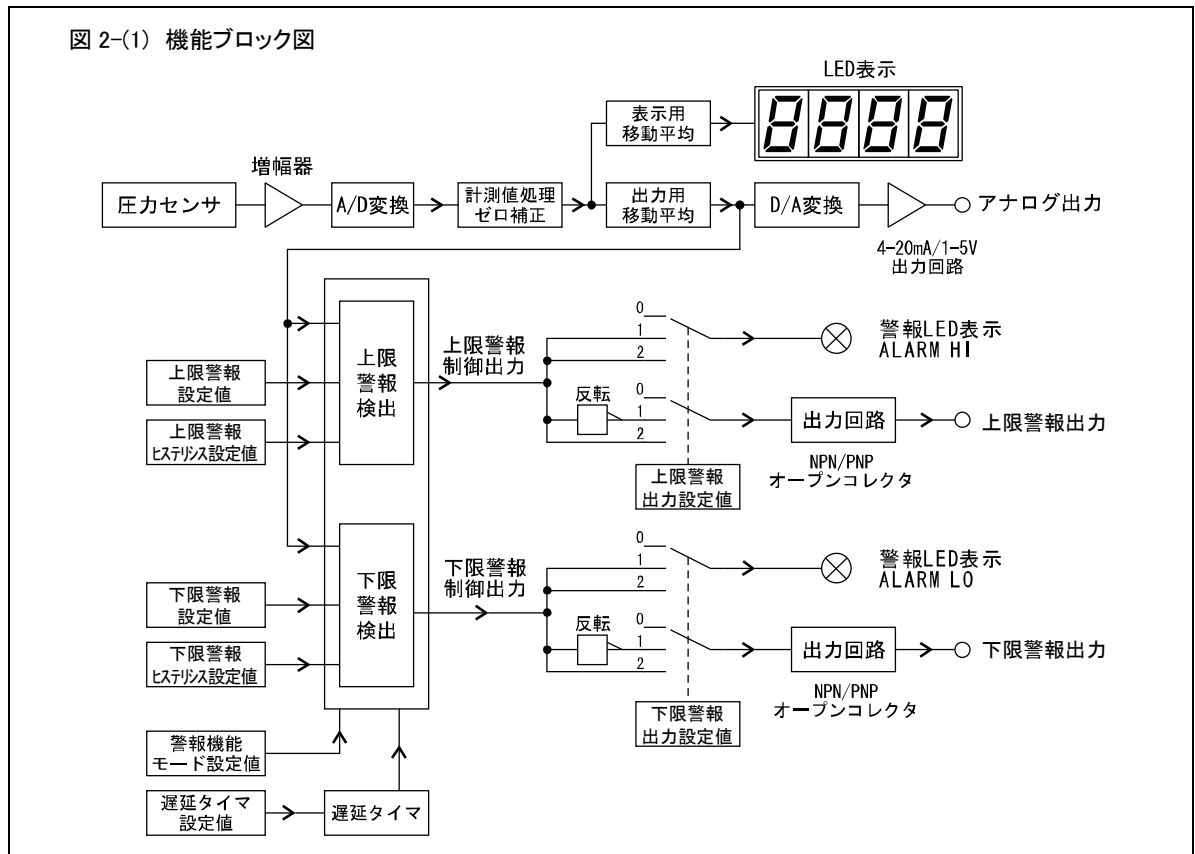 図 2-(1) 機能ブロック図
LED表示
8888
表示用
移動平均
増幅器
圧力センサ
A/D変換
計測値処理
ゼロ補正
出力用
移動平均
D/A変換
アナログ出力
4-20mA/1-5V
出力回路
上限警報
設定値
上限警報
ヒステリシス設定値
上限
警報
検出
上限警報
制御出力
0
1
2
反転
0
1
2
警報LED表示
ALARM HI
出力回路
上限警報出力
NPN/PNP
オープンコレクタ
上限警報
出力設定値
下限警報
設定値
下限警報
ヒステリシス設定値
下限
警報
検出
下限警報
制御出力
0
1
2
反転
0
1
2
警報LED表示
ALARM LO
出力回路
下限警報出力
NPN/PNP
オープンコレクタ
下限警報
出力設定値
警報機能
モード設定値
遅延タイマ
設定値
遅延タイマ